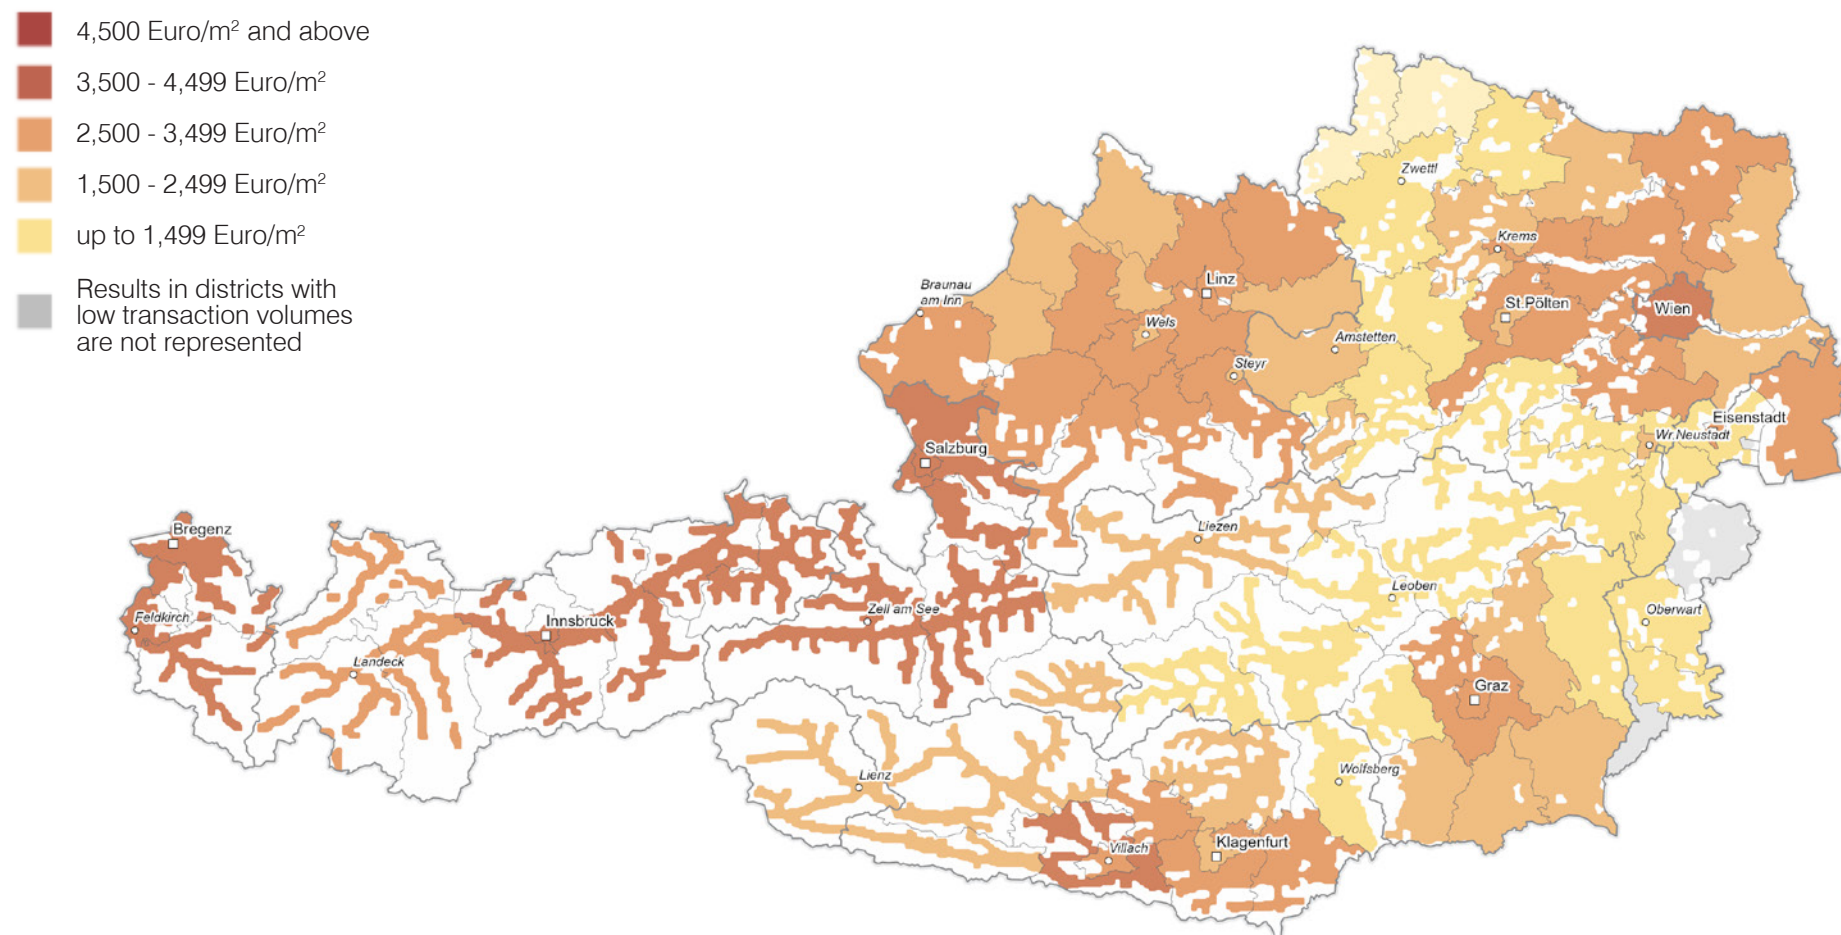 4,500 Euro/m² and above
3,500 - 4,499 Euro/m²
2,500 - 3,499 Euro/m²
1,500 - 2,499 Euro/m²
up to 1,499 Euro/m²
Results in districts with
low transaction volumes
are not represented
Zwettl
Krems
Braunau
am Inn
Linz
St.Pölten
Wien
Wels
Amstetten
Steyr
Eisenstadt
Wr.Neustadt
Salzburg
Bregenz
Liezen
Leoben
Zell am See
Oberwart
Feldkirch
Innsbruck
Landeck
Graz
Lienz
Wolfsberg
Klagenfurt
Villach